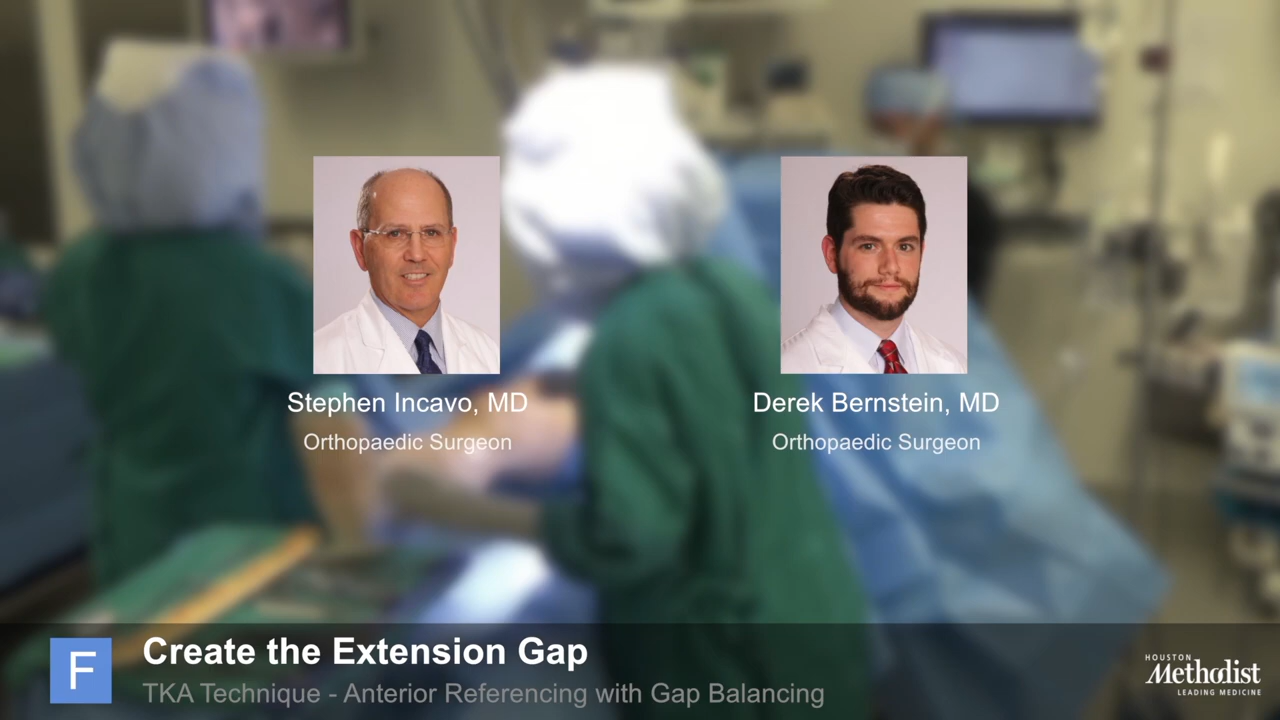 Stephen Incavo, MD
Orthopaedic Surgeon
Derek Bernstein, MD
Orthopaedic Surgeon
F
Create the Extension Gap
TKA Technique - Anterior Referencing with Gap Balancing
HOUSTON
Methodist
LEADING MEDICINE